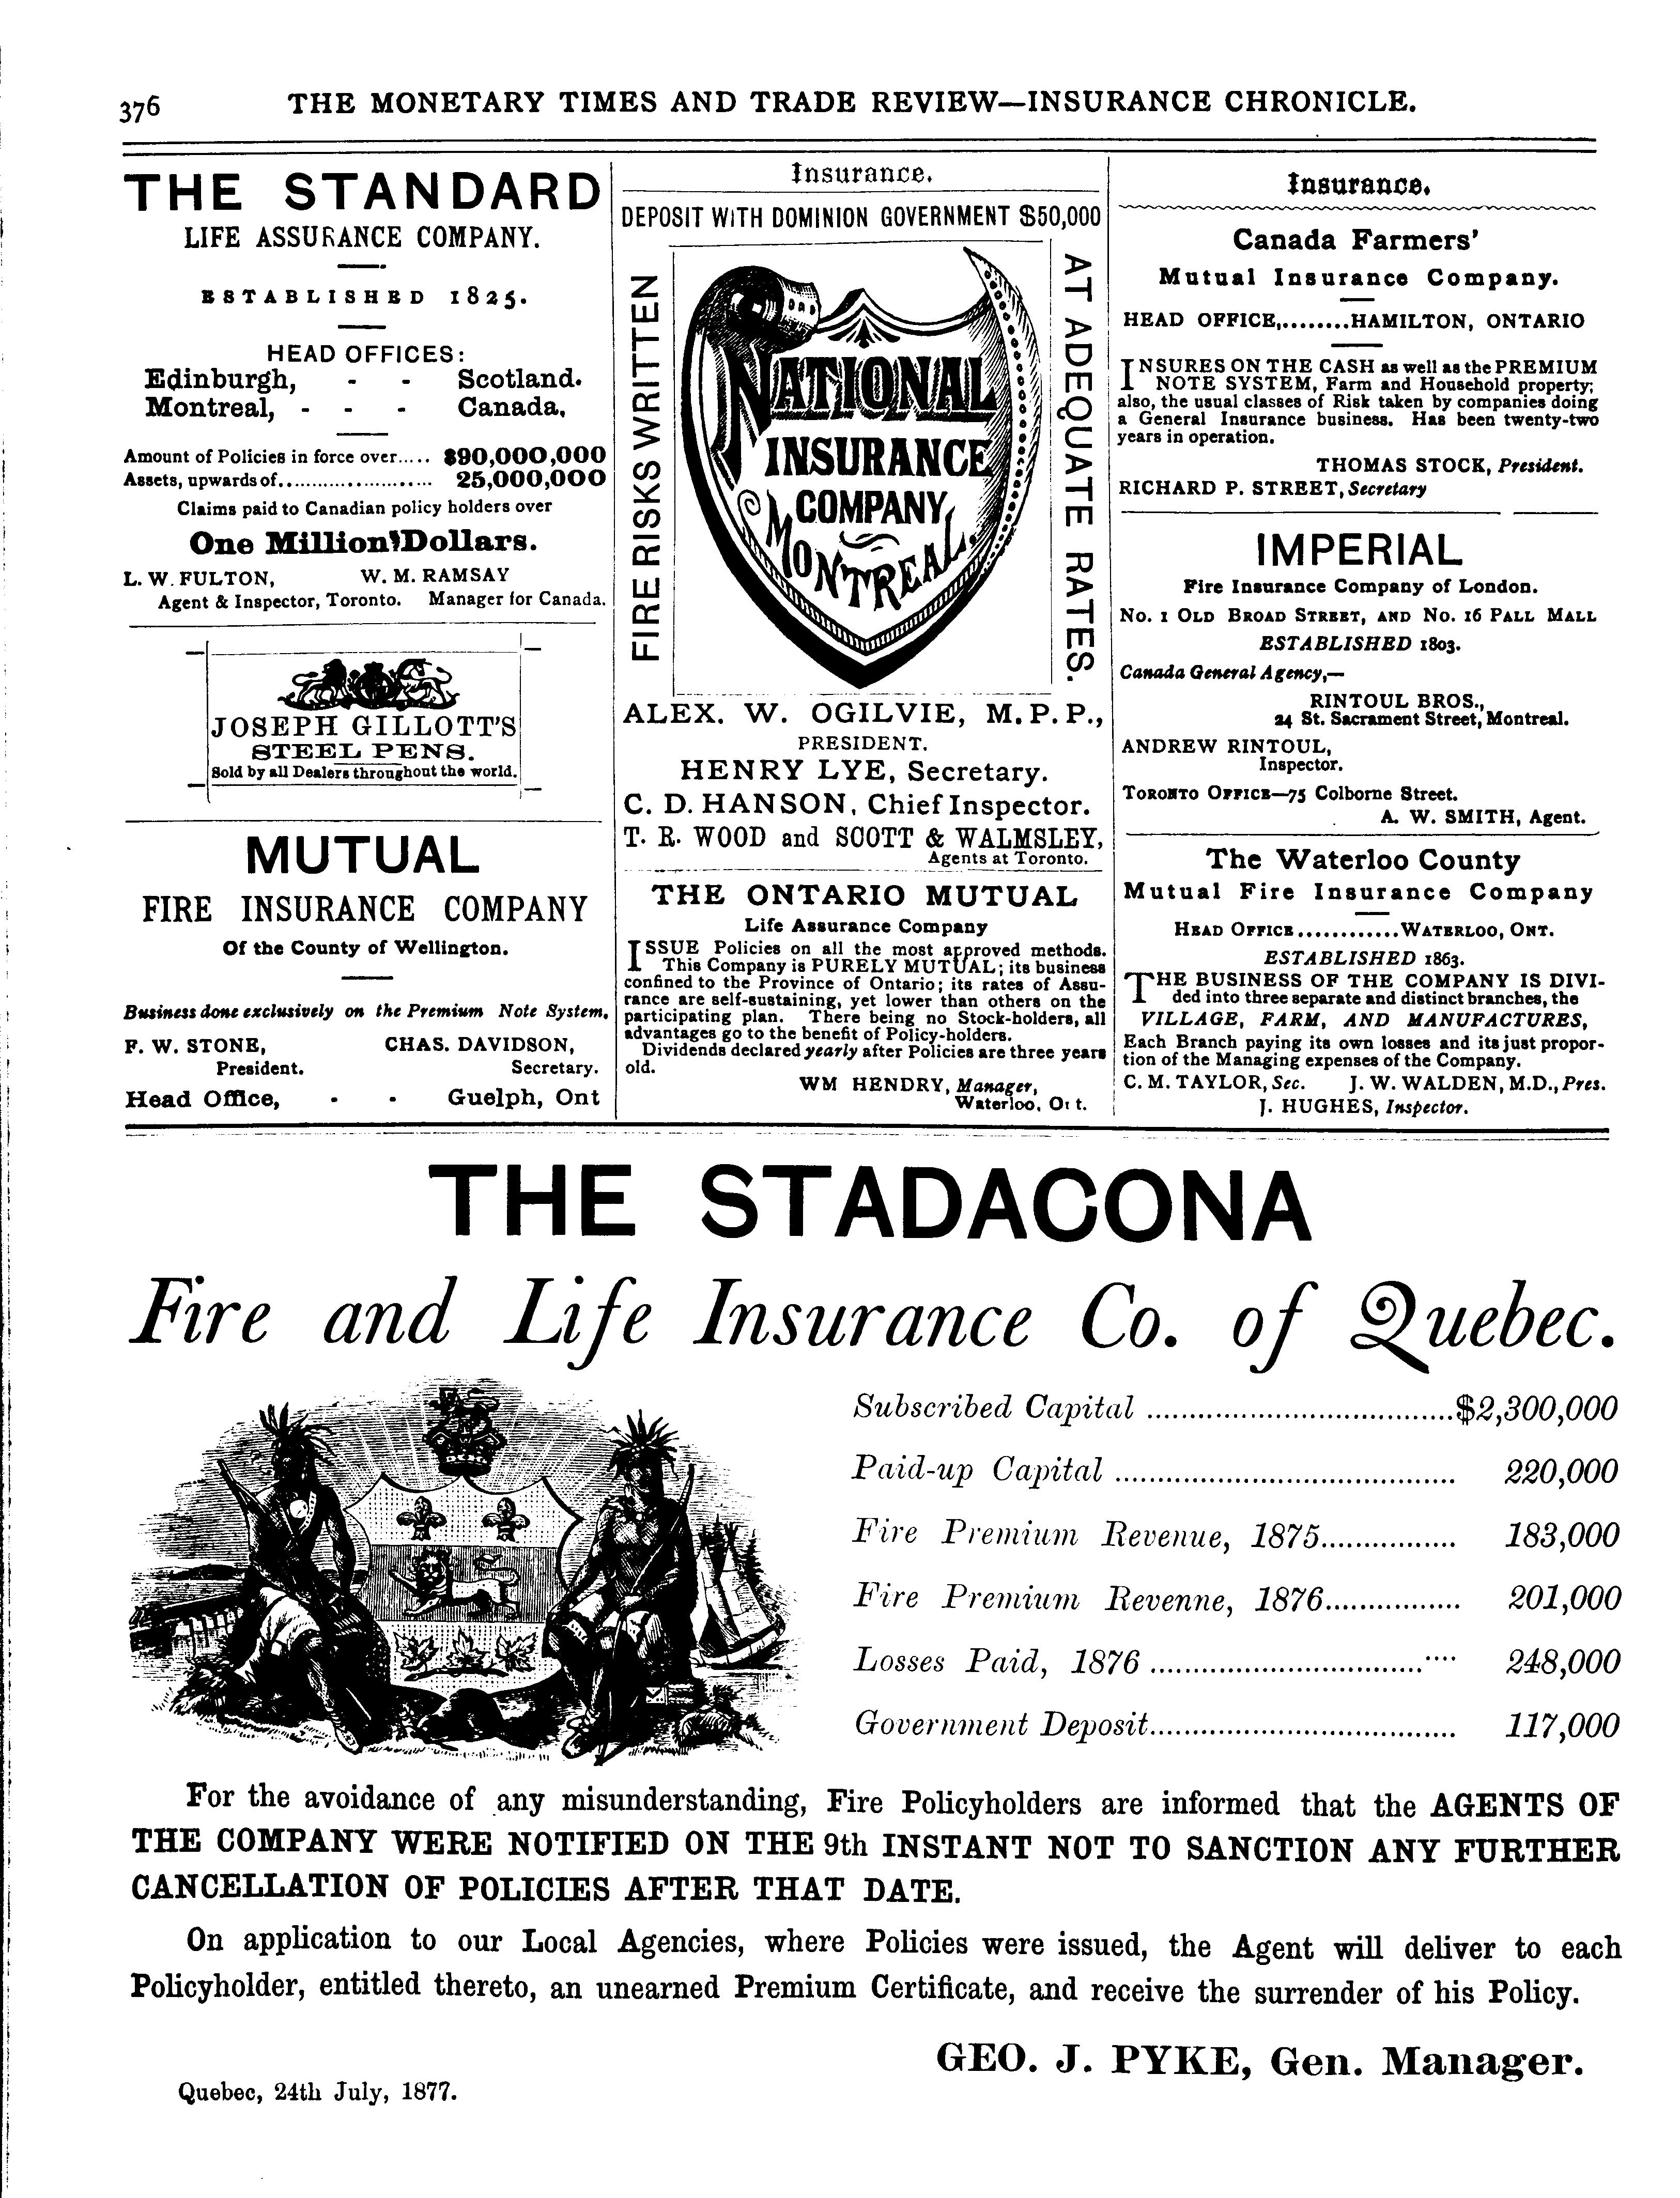 376 THE MONETARY TIMES AND TRADE REVIEW—INSURANCE CHRONICLE.
THE STANDARD
LIFE ASSURANCE COMPANY.
ESTABLISHED 1825.
HEAD OFFICES:
Edinburgh, - - Scotland.
Montreal, - - - Canada,
Amount of Policies in force over..... $90,000,000
Assets, upwards of....................... 25,000,000
Claims paid to Canadian policy holders over
One Million Dollars.
L. W. FULTON, W. M. RAMSAY
Agent & Inspector, Toronto. Manager for Canada.
JOSEPH GILLOTT'S
STEEL PENS.
Sold by all Dealers throughout the world.
MUTUAL
FIRE INSURANCE COMPANY
Of the County of Wellington.
Business done exclusively on the Premium Note System,
F. W. STONE, CHAS. DAVIDSON,
President. Secretary.
Head Office, - - Guelph, Ont
Insurance.
DEPOSIT WITH DOMINION GOVERNMENT $50,000
FIRE RISKS WRITTEN
NATIONAL
INSURANCE
COMPANY
MONTREAL.
AT ADEQUATE RATES.
ALEX. W. OGILVIE, M.P.P.,
PRESIDENT.
HENRY LYE, Secretary.
C. D. HANSON, Chief Inspector.
T. R. WOOD and SCOTT & WALMSLEY,
Agents at Toronto.
THE ONTARIO MUTUAL
Life Assurance Company
ISSUE Policies on all the most approved methods.
This Company is PURELY MUTUAL; its business
confined to the Province of Ontario; its rates of Assu-
rance are self-sustaining, yet lower than others on the
participating plan. There being no Stock-holders, all
advantages go to the benefit of Policy-holders.
Dividends declared yearly after Policies are three years
old.
WM HENDRY, Manager,
Waterloo, Ont.
Insurance.
Canada Farmers'
Mutual Insurance Company.
HEAD OFFICE,........HAMILTON, ONTARIO
INSURES ON THE CASH as well as the PREMIUM
NOTE SYSTEM, Farm and Household property;
also, the usual classes of Risk taken by companies doing
a General Insurance business. Has been twenty-two
years in operation.
THOMAS STOCK, President.
RICHARD P. STREET, Secretary
IMPERIAL
Fire Insurance Company of London.
No. 1 OLD BROAD STREET, AND No. 16 PALL MALL
ESTABLISHED 1803.
Canada General Agency,—
RINTOUL BROS.,
24 St. Sacrament Street, Montreal.
ANDREW RINTOUL,
Inspector.
TORONTO OFFICE—75 Colborne Street.
A. W. SMITH, Agent.
The Waterloo County
Mutual Fire Insurance Company
HEAD OFFICE............WATERLOO, ONT.
ESTABLISHED 1863.
THE BUSINESS OF THE COMPANY IS DIVI-
ded into three separate and distinct branches, the
VILLAGE, FARM, AND MANUFACTURES,
Each Branch paying its own losses and its just propor-
tion of the Managing expenses of the Company.
C. M. TAYLOR, Sec. J. W. WALDEN, M.D., Pres.
J. HUGHES, Inspector.
THE STADACONA
Fire and Life Insurance Co. of Quebec.
Subscribed Capital ....................................$2,300,000
Paid-up Capital ........................................ 220,000
Fire Premium Revenue, 1875................ 183,000
Fire Premium Revenne, 1876................ 201,000
Losses Paid, 1876 .................................... 248,000
Government Deposit.................................... 117,000
For the avoidance of any misunderstanding, Fire Policyholders are informed that the AGENTS OF
THE COMPANY WERE NOTIFIED ON THE 9th INSTANT NOT TO SANCTION ANY FURTHER
CANCELLATION OF POLICIES AFTER THAT DATE.
On application to our Local Agencies, where Policies were issued, the Agent will deliver to each
Policyholder, entitled thereto, an unearned Premium Certificate, and receive the surrender of his Policy.
GEO. J. PYKE, Gen. Manager.
Quebec, 24th July, 1877.